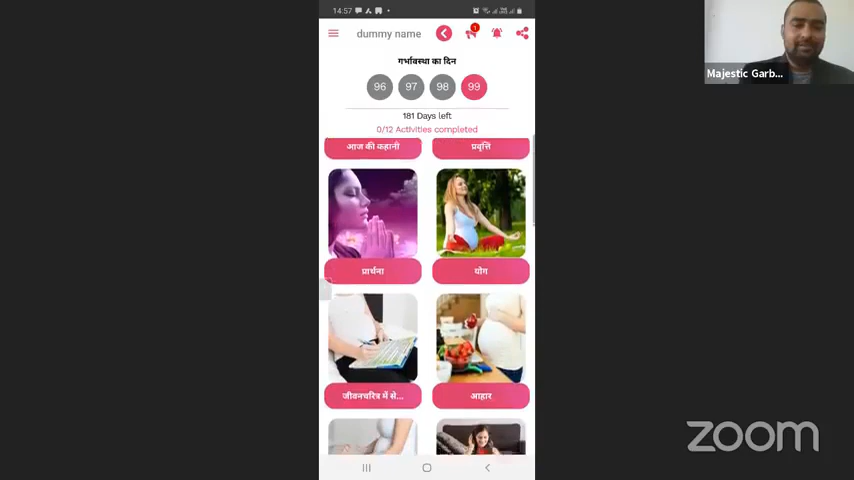 14:57
dummy name
1
गर्भावस्था का दिन
96 97 98 99
181 Days left
0/12 Activities completed
आज की कहानी
प्रवृत्ति
प्रार्थना
योग
जीवनचरित्र में से...
आहार
Majestic Garb...
zoom